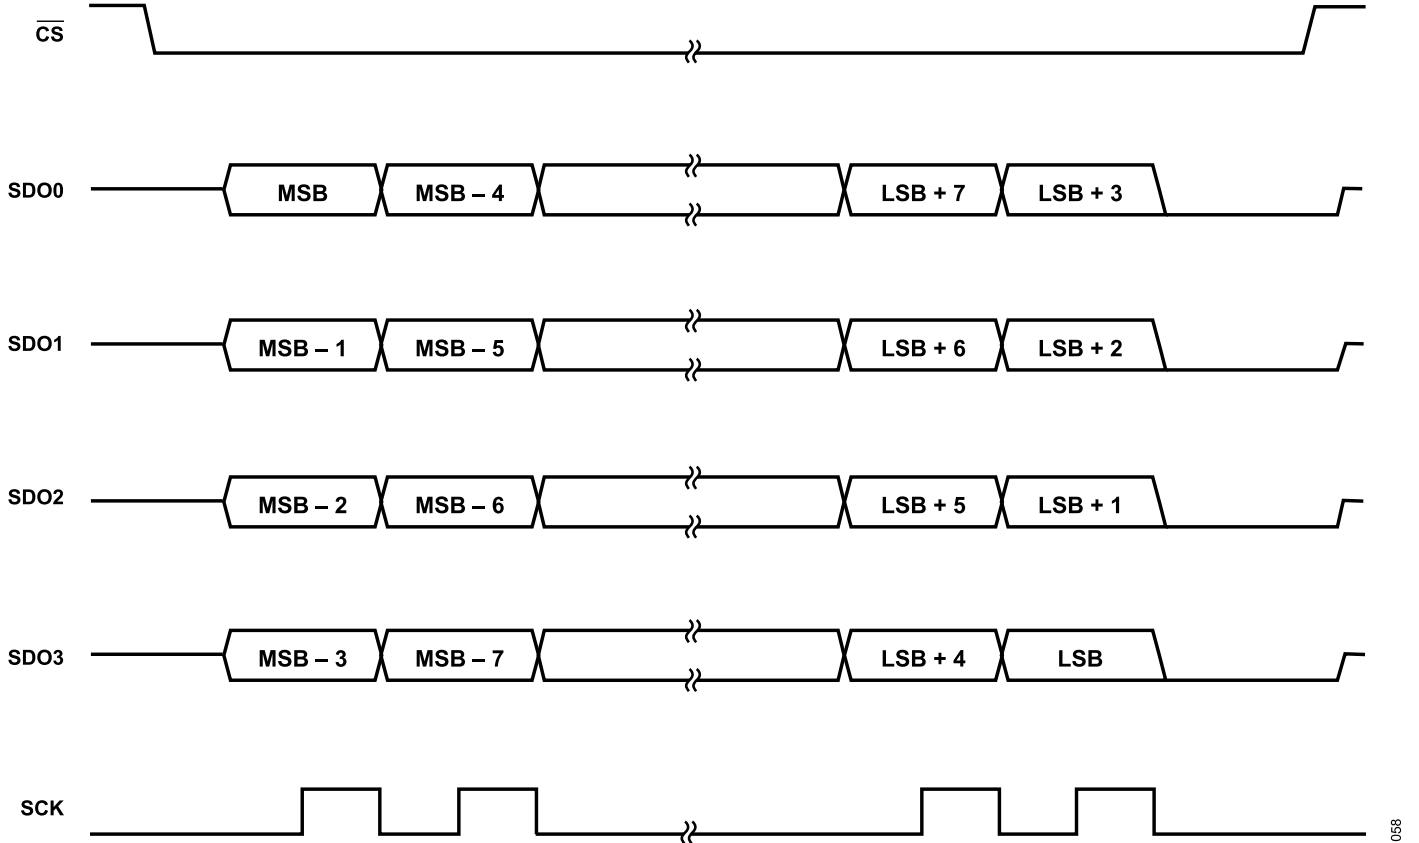 CS
SDO0 MSB MSB – 4 LSB + 7 LSB + 3
SDO1 MSB – 1 MSB – 5 LSB + 6 LSB + 2
SDO2 MSB – 2 MSB – 6 LSB + 5 LSB + 1
SDO3 MSB – 3 MSB – 7 LSB + 4 LSB
SCK
058